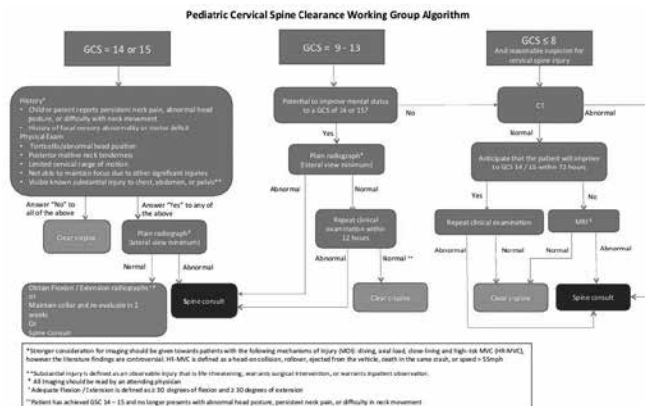 Pediatric Cervical Spine Clearance Working Group Algorithm
GCS = 14 or 15
GCS = 9 - 13
GCS ≤ 8
And reasonable suspicion for
cervical spine injury
History*
• Child or patient reports persistent neck pain, abnormal head
posture, or difficulty with neck movement
• History of focal sensory abnormality or motor deficit
Physical Exam
• Torticollis/abnormal head position
• Posterior midline neck tenderness
• Limited cervical range of motion
• Not able to maintain focus due to other significant injuries
• Visible known substantial injury to chest, abdomen, or pelvis**
Potential to improve mental status
to a GCS of 14 or 15?
No
Yes
CT
Abnormal
Normal
Plain radiograph
(lateral view minimum)
Abnormal
Normal
Anticipate that the patient will improve
to GCS 14 / 15 within 72 hours
Yes
No
Answer "No" to
all of the above
Answer "Yes" to any of
the above
Clear c-spine
Plain radiograph
(lateral view minimum)
Normal
Abnormal
Repeat clinical
examination within
12 hours
Abnormal
Normal
Repeat clinical examination
MRI
Abnormal
Normal
Normal
Abnormal
Obtain Flexion / Extension radiographs
or
Maintain collar and re-evaluate in 2
weeks
Or
Spine Consult
Spine consult
Clear c-spine
Clear c-spine
Spine consult
*Stronger consideration for imaging should be given towards patients with the following mechanisms of injury (MOI): diving, axial load, clothes-lining and high-risk MVC (HR-MVC),
however the literature findings are controversial. HR-MVC is defined as a head-on collision, rollover, ejected from the vehicle, death in the same crash, or speed > 55mph
**Substantial injury is defined as an observable injury that is life-threatening, warrants surgical intervention, or warrants inpatient observation.
All imaging should be read by an attending physician
Adequate Flexion / Extension is defined as ≥ 30 degrees of flexion and ≥ 30 degrees of extension
Patient has achieved GSC 14 – 15 and no longer presents with abnormal head posture, persistent neck pain, or difficulty in neck movement